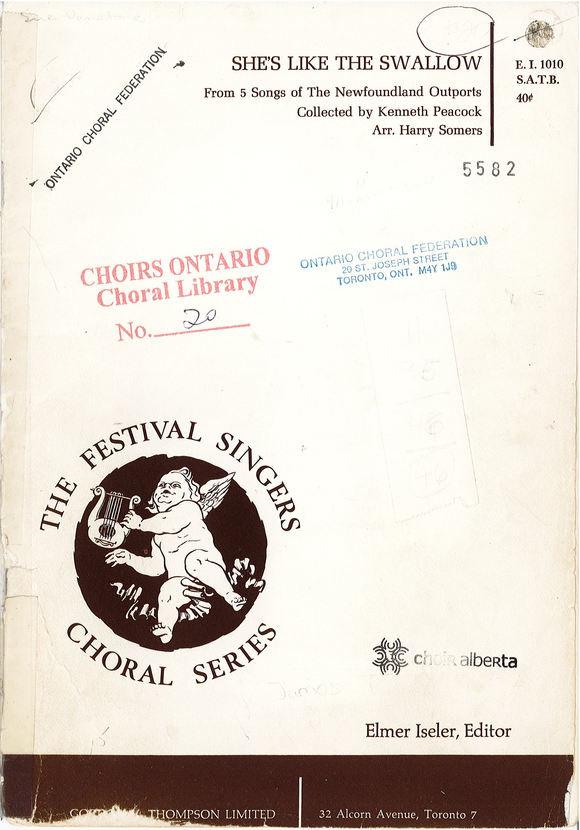 SHE'S LIKE THE SWALLOW
From 5 Songs of The Newfoundland Outports
Collected by Kenneth Peacock
Arr. Harry Somers
E. I. 1010
S.A.T.B.
40¢
ONTARIO CHORAL FEDERATION
5582
CHOIRS ONTARIO
Choral Library
No. 20
ONTARIO CHORAL FEDERATION
20 ST. JOSEPH STREET
TORONTO, ONT. M4Y 1J9
THE FESTIVAL SINGERS
CHORAL SERIES
choir alberta
Elmer Iseler, Editor
THOMPSON LIMITED
32 Alcorn Avenue, Toronto 7